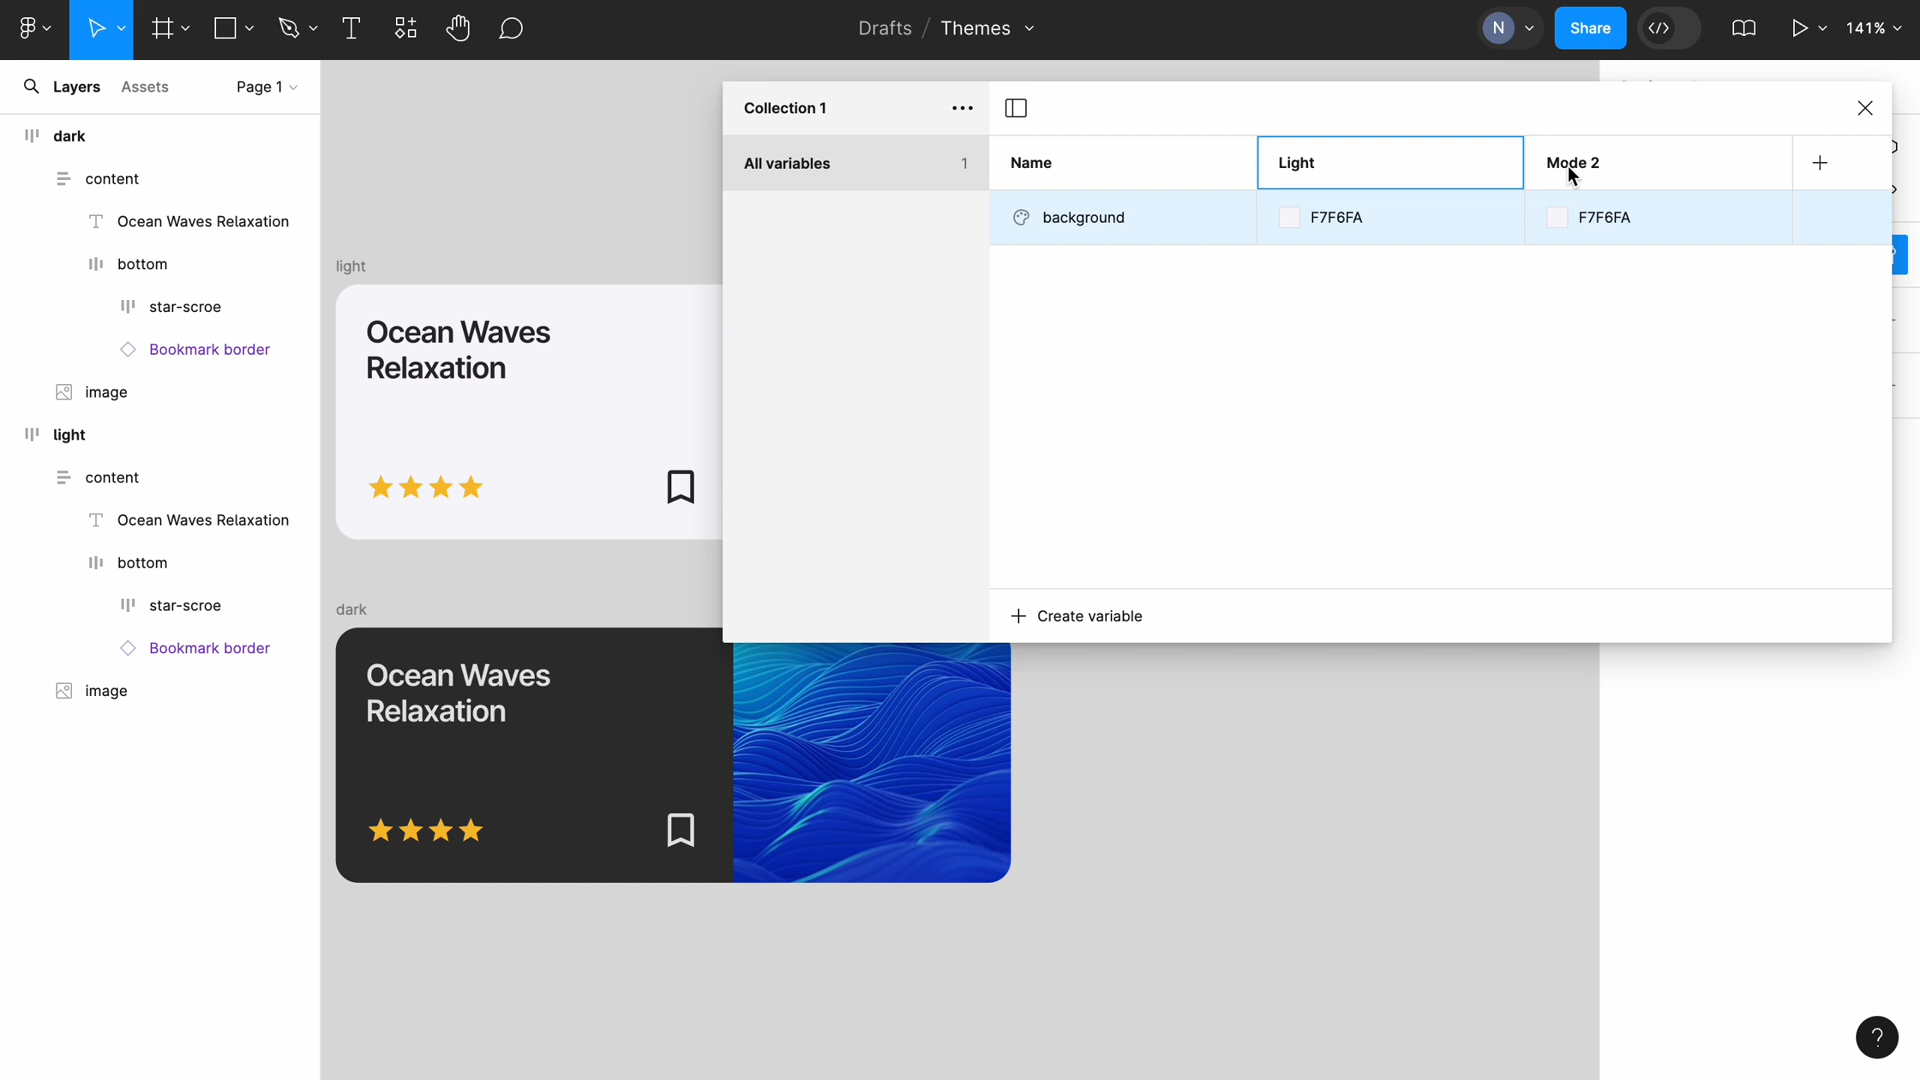 Drafts / Themes
N
Share
141%
Layers
Assets
Page 1
dark
content
Ocean Waves Relaxation
bottom
star-scroe
Bookmark border
image
light
content
Ocean Waves Relaxation
bottom
star-scroe
Bookmark border
image
light
Ocean Waves
Relaxation
dark
Ocean Waves
Relaxation
Collection 1
All variables 1
Name Light Mode 2
background F7F6FA F7F6FA
Create variable
?